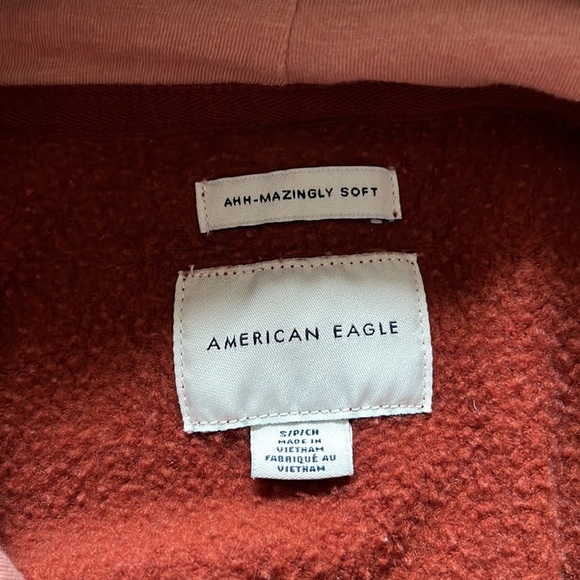 AHH-MAZINGLY SOFT
AMERICAN EAGLE
S/P/CH
MADE IN
VIETNAM
FABRIQUÉ AU
VIETNAM